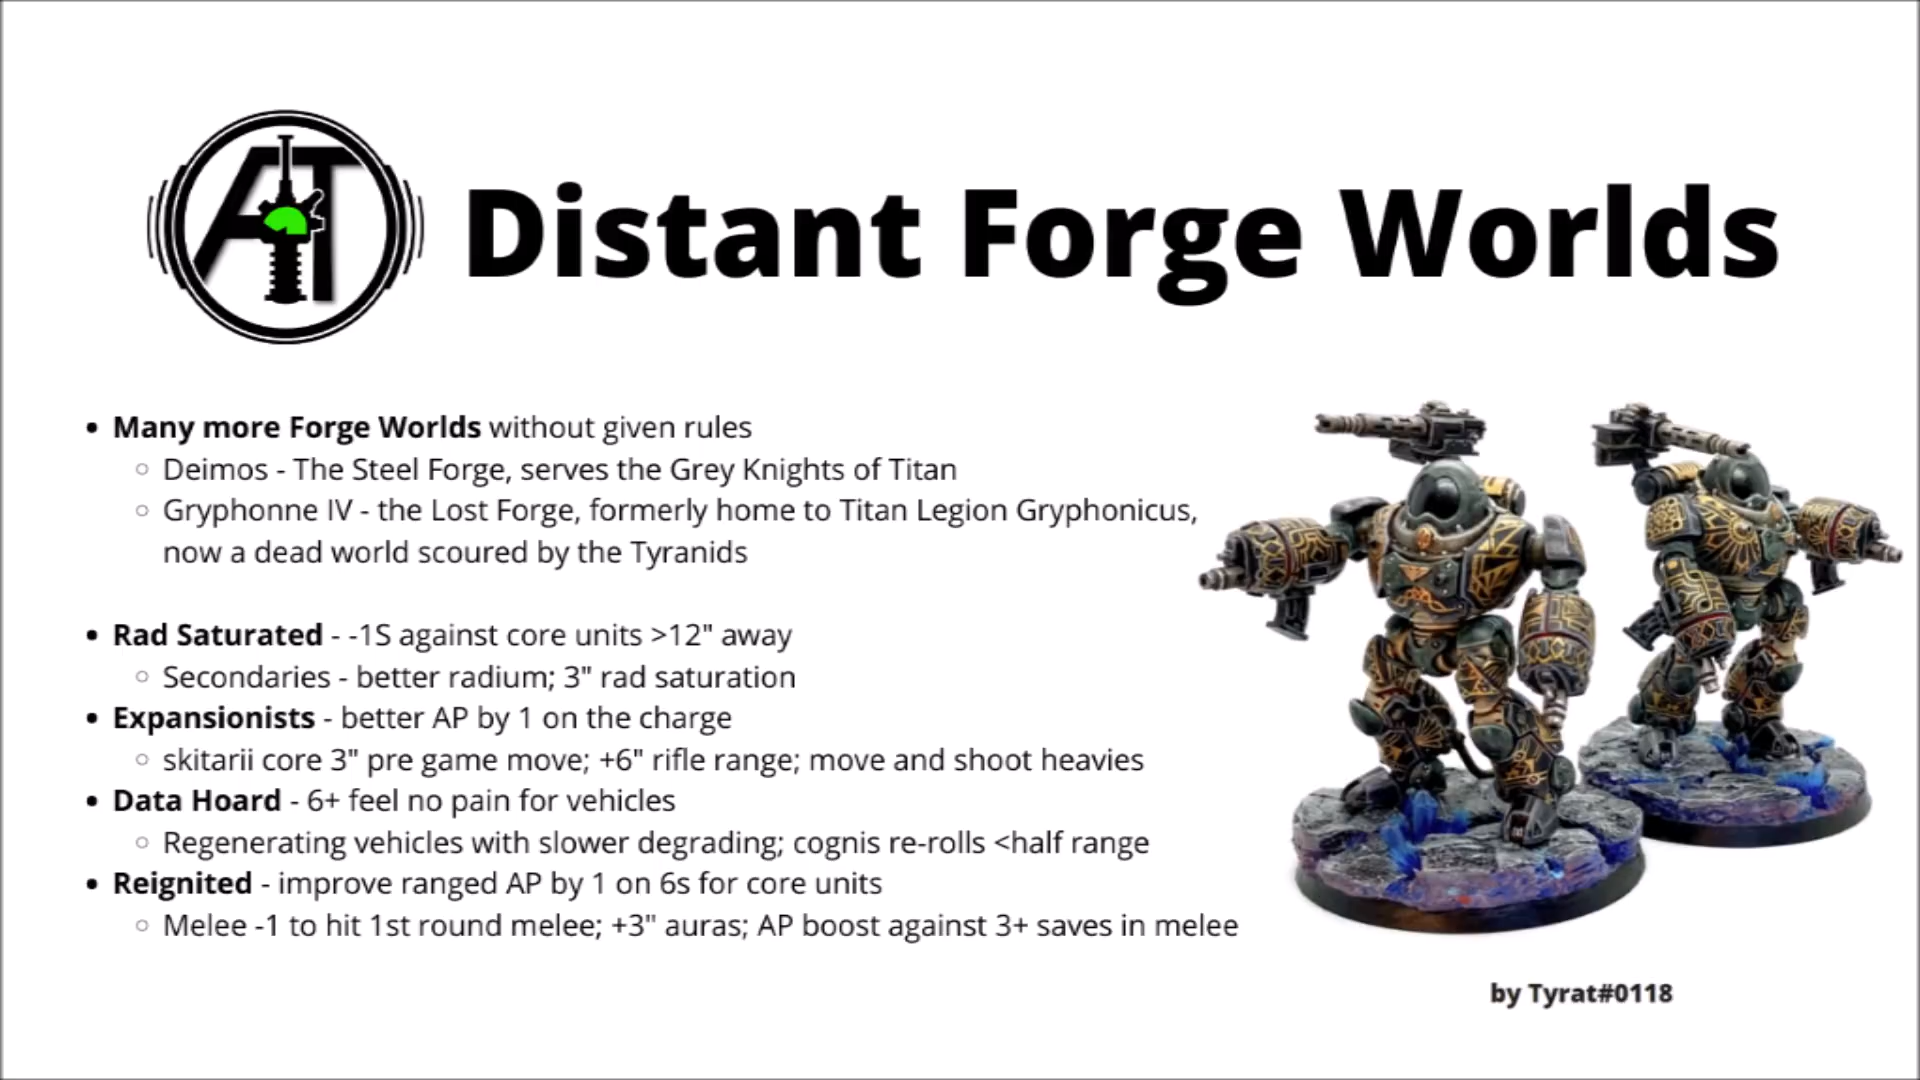 AT
Distant Forge Worlds
• Many more Forge Worlds without given rules
○ Deimos - The Steel Forge, serves the Grey Knights of Titan
○ Gryphonne IV - the Lost Forge, formerly home to Titan Legion Gryphonicus,
now a dead world scoured by the Tyranids
• Rad Saturated - -1S against core units >12" away
○ Secondaries - better radium; 3" rad saturation
• Expansionists - better AP by 1 on the charge
○ skitarii core 3" pre game move; +6" rifle range; move and shoot heavies
• Data Hoard - 6+ feel no pain for vehicles
○ Regenerating vehicles with slower degrading; cognis re-rolls <half range
• Reignited - improve ranged AP by 1 on 6s for core units
○ Melee -1 to hit 1st round melee; +3" auras; AP boost against 3+ saves in melee
by Tyrat#0118